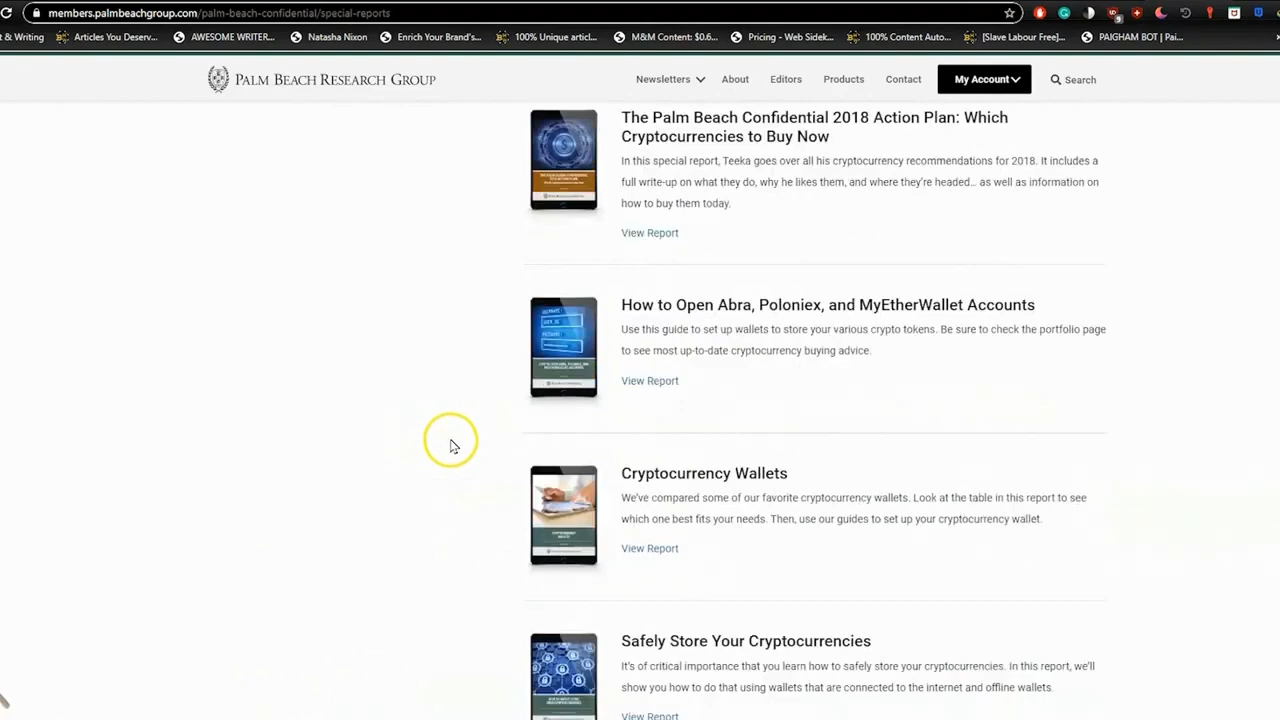 members.palmbeachgroup.com/palm-beach-confidential/special-reports
t & Writing Articles You Deserv... AWESOME WRITER... Natasha Nixon Enrich Your Brand's... 100% Unique articl... M&M Content: $0.6... Pricing - Web Sidek... 100% Content Auto... [Slave Labour Free]... PAIGHAM BOT | Pai...
PALM BEACH RESEARCH GROUP Newsletters About Editors Products Contact My Account Search
The Palm Beach Confidential 2018 Action Plan: Which
Cryptocurrencies to Buy Now
In this special report, Teeka goes over all his cryptocurrency recommendations for 2018. It includes a
full write-up on what they do, why he likes them, and where they're headed... as well as information on
how to buy them today.
View Report
How to Open Abra, Poloniex, and MyEtherWallet Accounts
Use this guide to set up wallets to store your various crypto tokens. Be sure to check the portfolio page
to see most up-to-date cryptocurrency buying advice.
View Report
Cryptocurrency Wallets
We've compared some of our favorite cryptocurrency wallets. Look at the table in this report to see
which one best fits your needs. Then, use our guides to set up your cryptocurrency wallet.
View Report
Safely Store Your Cryptocurrencies
It's of critical importance that you learn how to safely store your cryptocurrencies. In this report, we'll
show you how to do that using wallets that are connected to the internet and offline wallets.
View Report